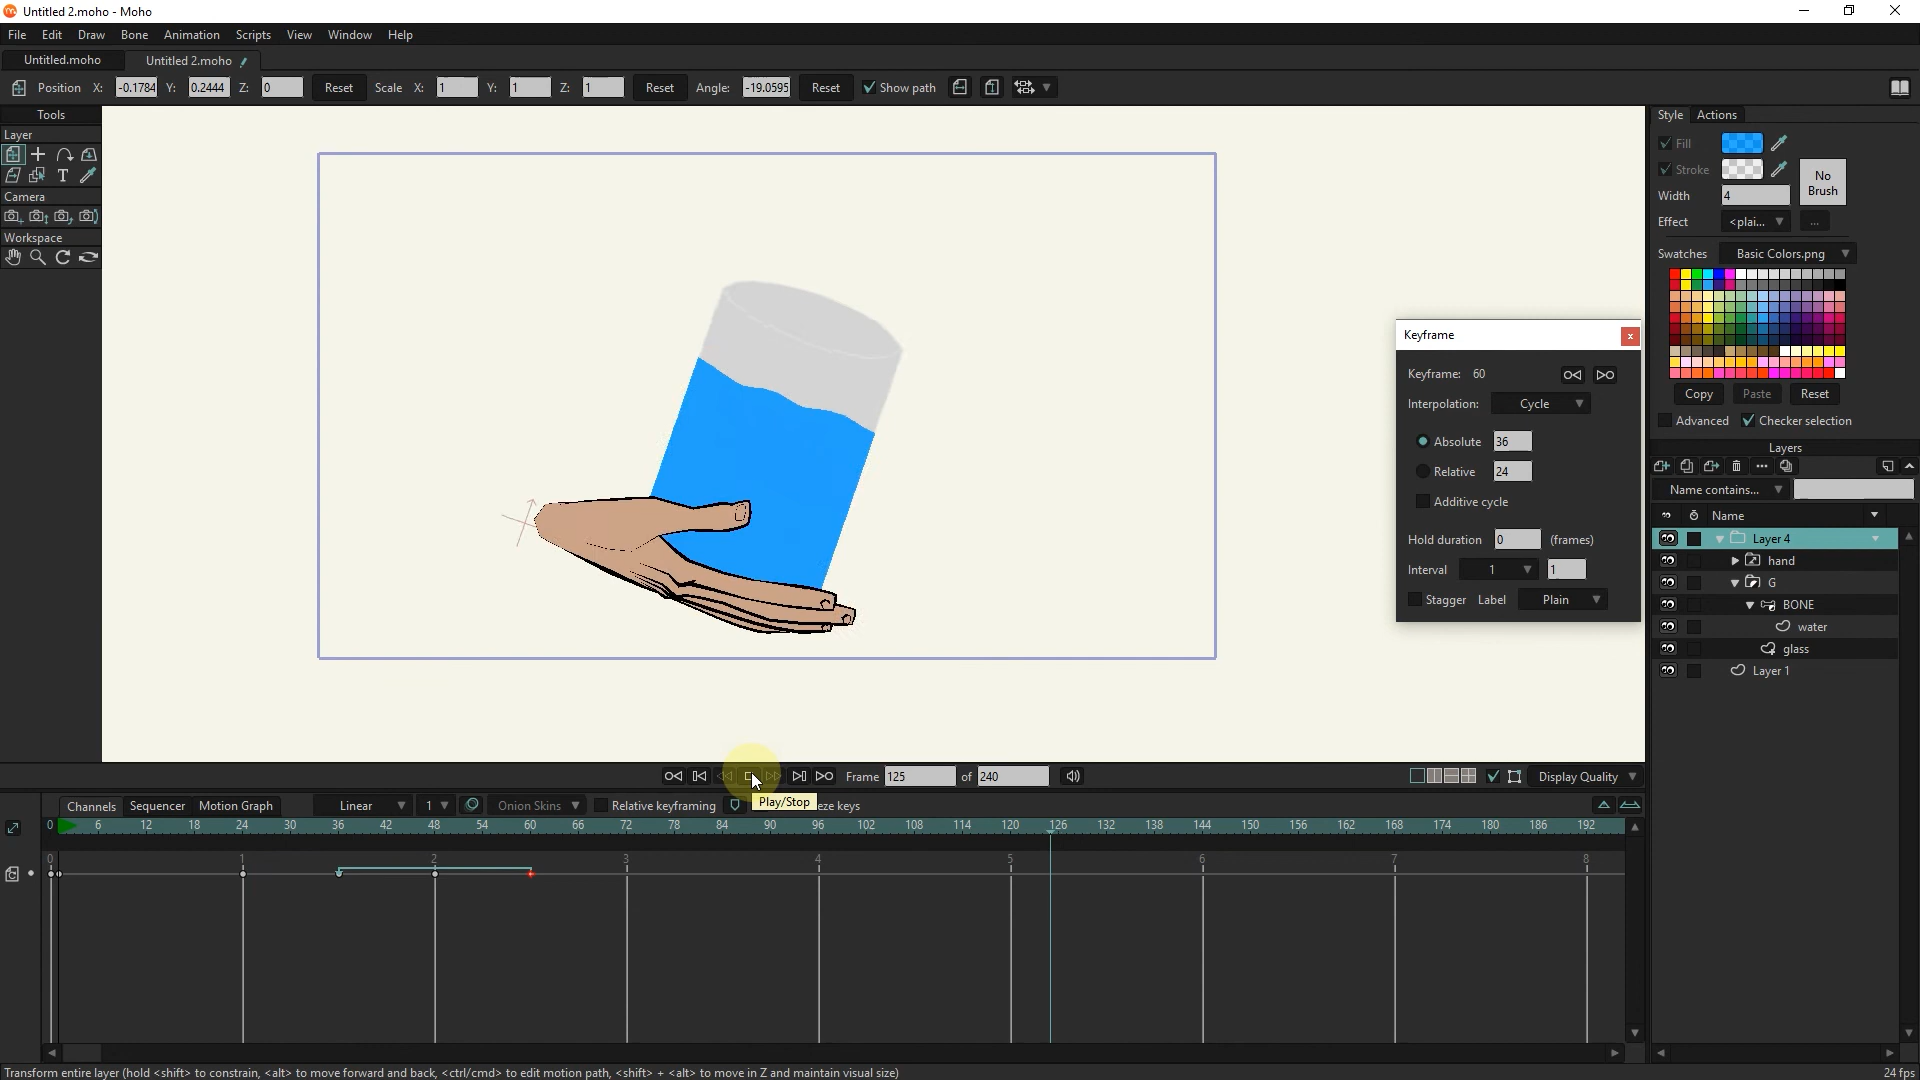 Untitled 2.moho - Moho
File Edit Draw Bone Animation Scripts View Window Help
Untitled.moho Untitled 2.moho
Position X: -0.1784 Y: 0.2444 Z: 0 Reset Scale X: 1 Y: 1 Z: 1 Reset Angle: -19.0595 Reset Show path
Tools
Layer
Camera
Workspace
Style Actions
Fill
Stroke
No Brush
Width 4
Effect <plai... ...
Swatches Basic Colors.png
Copy Paste Reset
Advanced Checker selection
Keyframe x
Keyframe: 60
Interpolation: Cycle
Absolute 36
Relative 24
Additive cycle
Hold duration 0 (frames)
Interval 1 1
Stagger Label Plain
Layers
Name contains...
Name
Layer 4
hand
G
BONE
water
glass
Layer 1
Frame 125 of 240 Display Quality
Play/Stop
Channels Sequencer Motion Graph Linear 1 Onion Skins Relative keyframing eze keys
0 6 12 18 24 30 36 42 48 54 60 66 72 78 84 90 96 102 108 114 120 126 132 138 144 150 156 162 168 174 180 186 192
0 1 2 3 4 5 6 7 8
Transform entire layer (hold <shift> to constrain, <alt> to move forward and back, <ctrl/cmd> to edit motion path, <shift> + <alt> to move in Z and maintain visual size) 24 fps